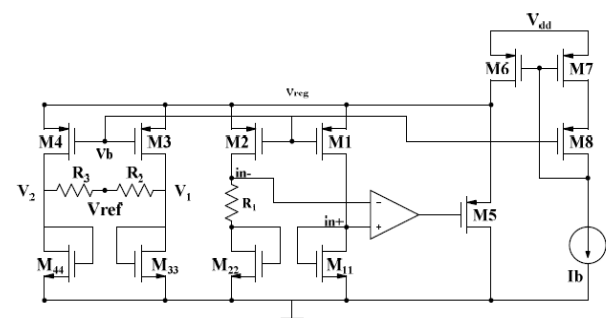 Vdd
M6
M7
Vreg
M4
M3
M2
M1
M8
Vb
in-
R3
R2
V2
V1
Vref
R1
-
M5
in+
+
M44
M33
M22
M11
Ib